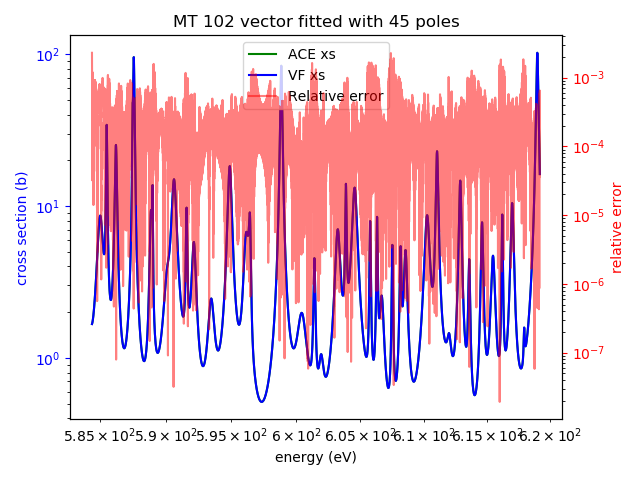 MT 102 vector fitted with 45 poles
ACE xs
VF xs
Relative error
10²
10¹
10⁰
cross section (b)
10⁻³
10⁻⁴
10⁻⁵
10⁻⁶
10⁻⁷
relative error
5.85 × 10² 5.9 × 10² 5.95 × 10² 6 × 10² 6.05 × 10² 6.1 × 10² 6.15 × 10² 6.2 × 10²
energy (eV)